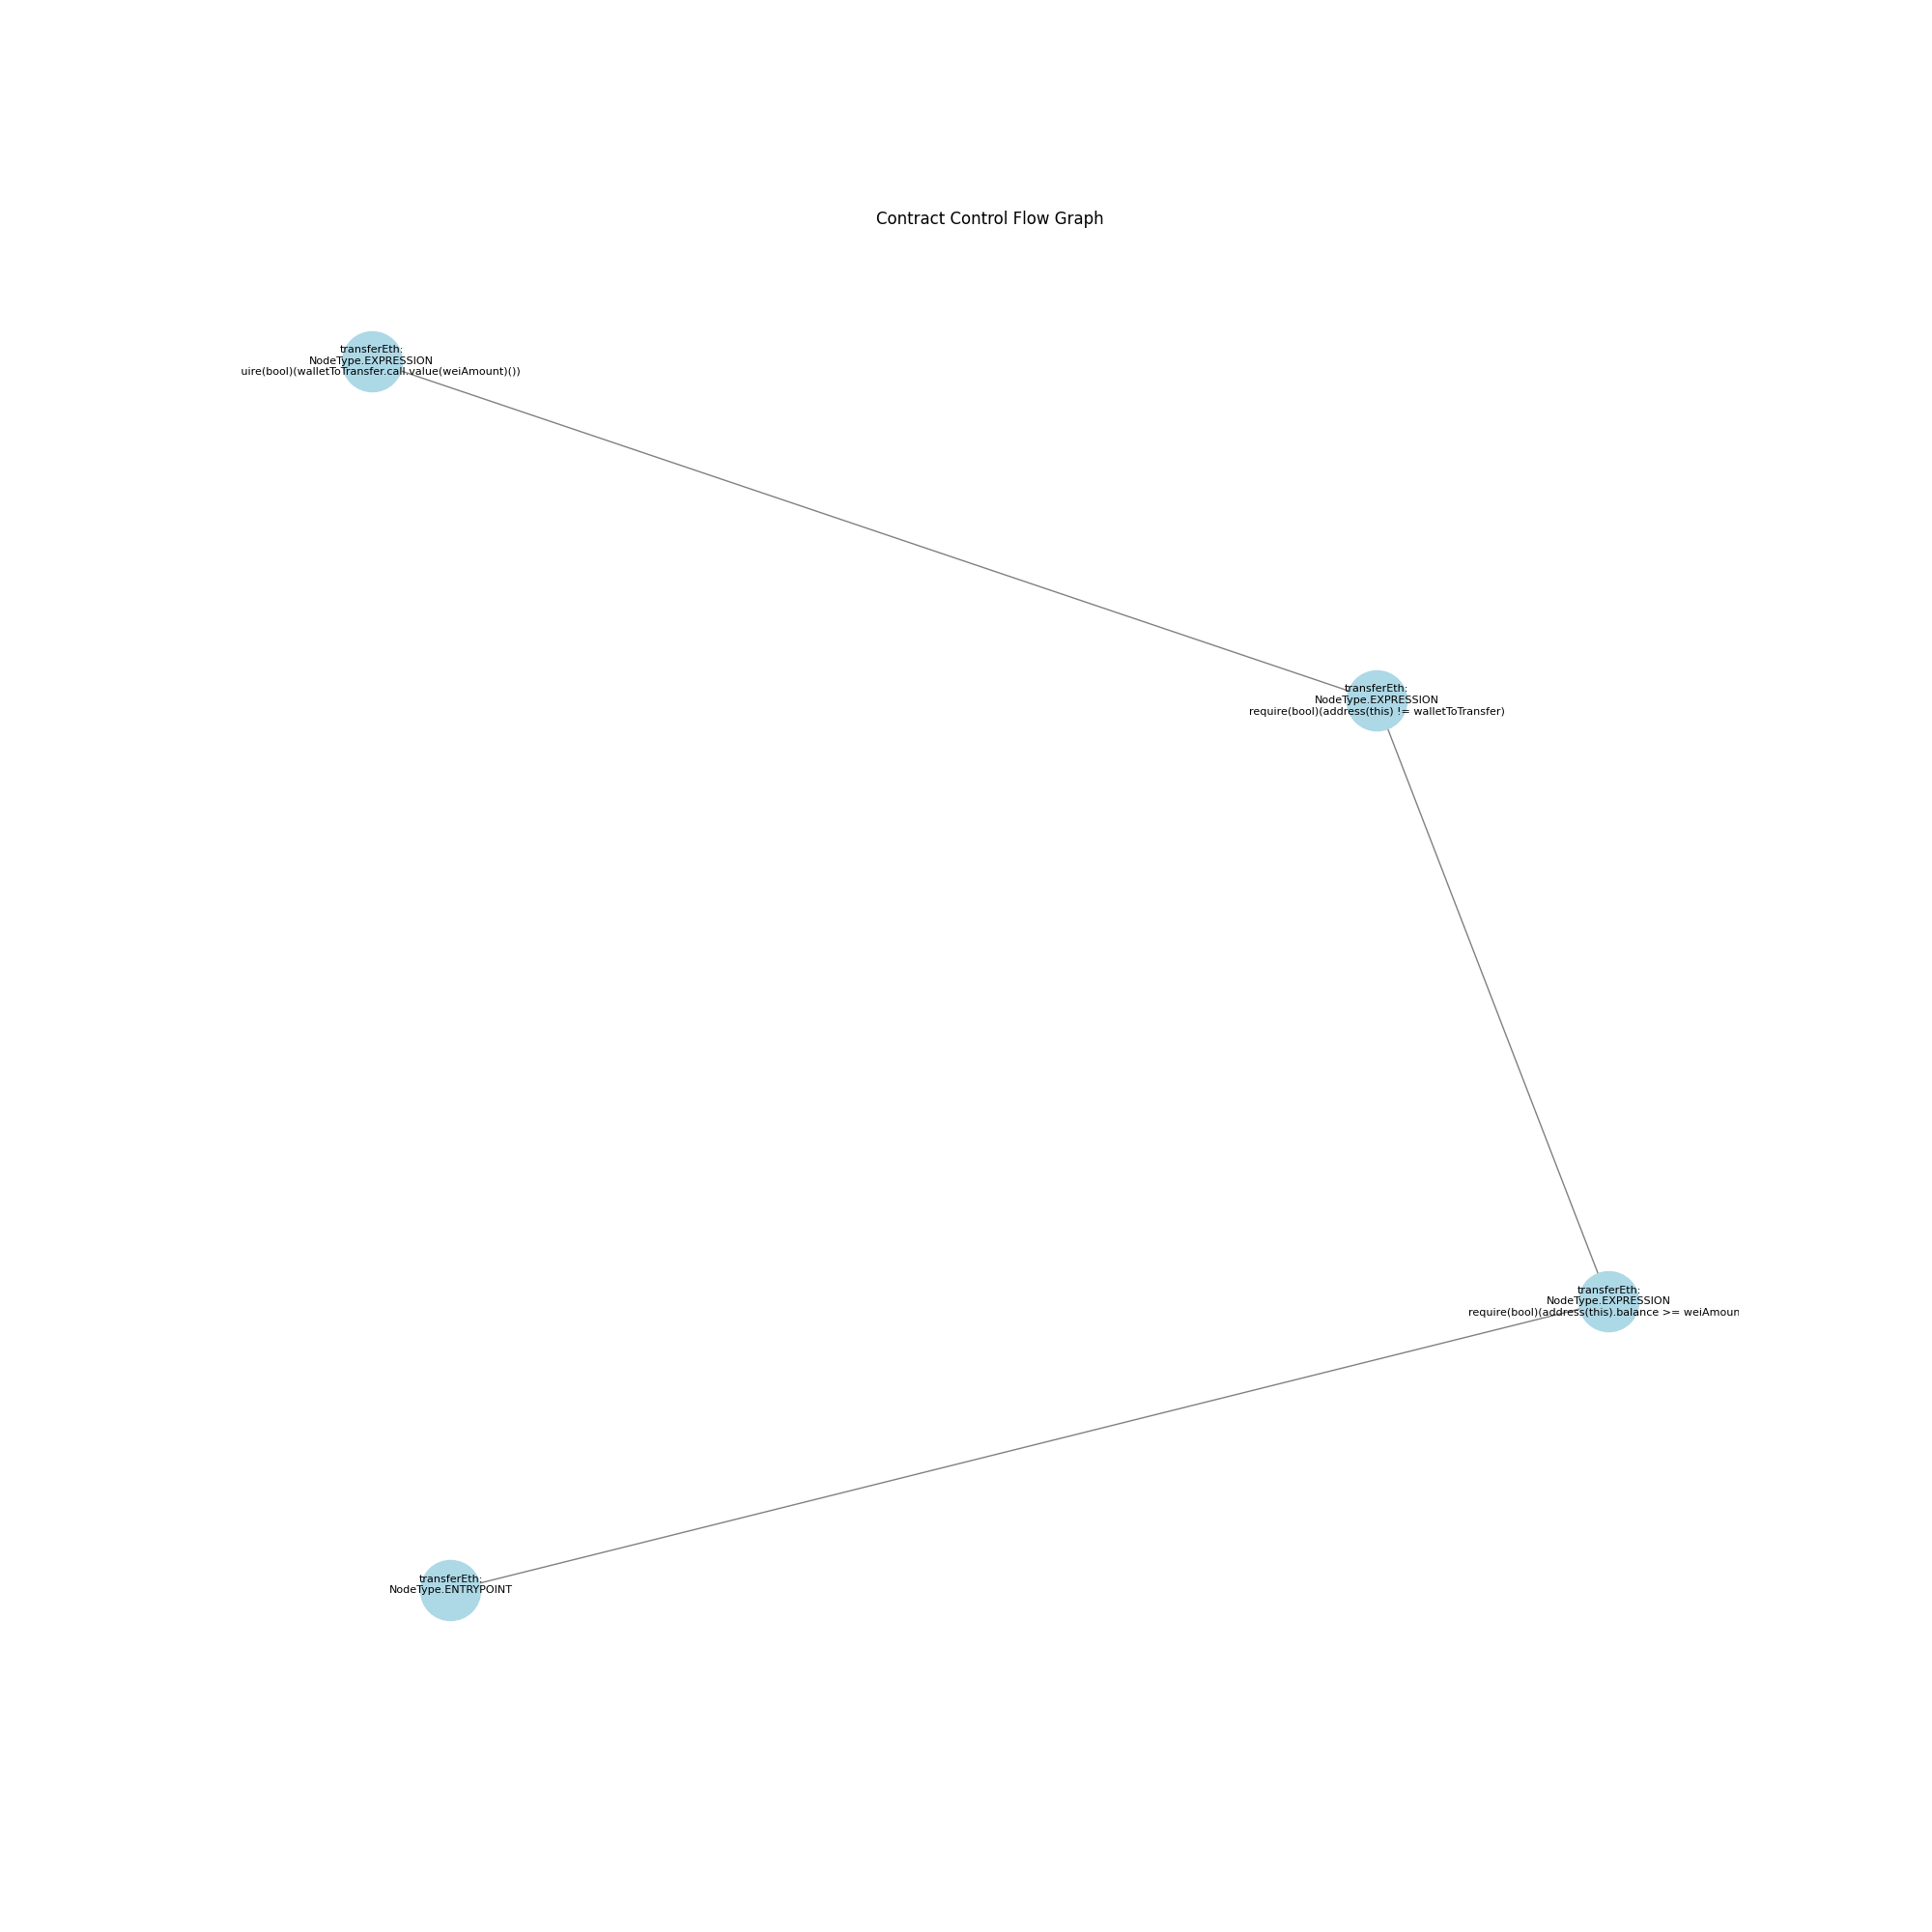 Contract Control Flow Graph
transferEth:
NodeType.EXPRESSION
uire(bool)(walletToTransfer.call.value(weiAmount)())
transferEth:
NodeType.EXPRESSION
require(bool)(address(this) != walletToTransfer)
transferEth:
NodeType.EXPRESSION
require(bool)(address(this).balance >= weiAmoun
transferEth:
NodeType.ENTRYPOINT